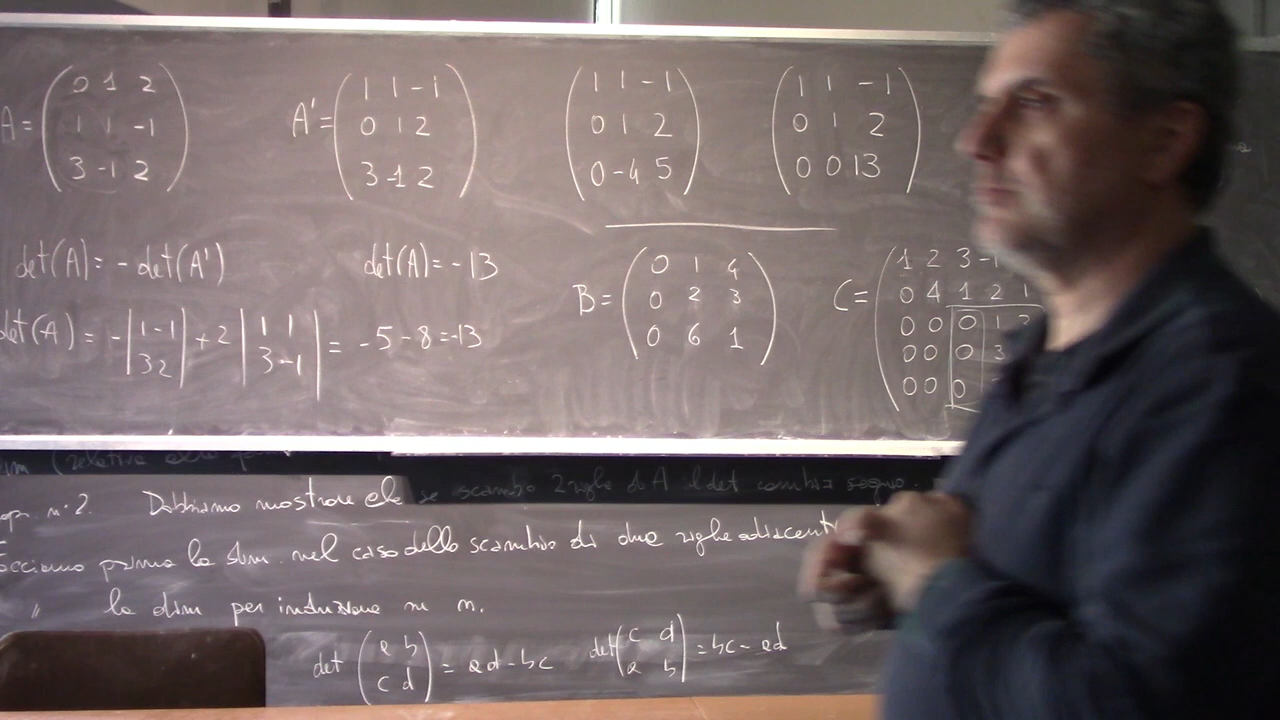 A = ( 0 1 2 / 1 1 -1 / 3 -1 2 )
A' = ( 1 1 -1 / 0 1 2 / 3 -1 2 )
( 1 1 -1 / 0 1 2 / 0 -4 5 )
( 1 1 -1 / 0 1 2 / 0 0 13 )
det(A) = - det(A')
det(A) = -13
det(A) = - | 1 -1 / 3 2 | + 2 | 1 1 / 3 -1 | = -5 - 8 = -13
B = ( 0 1 4 / 0 2 3 / 0 6 1 )
C = ( 1 2 3 -1 / 0 4 1 2 1 / 0 0 0 1 2 / 0 0 0 3 / 0 0 0
(relativa alla
se scambio 2 righe di A il det cambia segno.
n. 2. Dobbiamo mostrare che
Facciamo prima la dim. nel caso dello scambio di due righe adiacenti
" la dim per induzione su n.
det ( a b / c d ) = ad - bc
det ( c d / a b ) = bc - ad